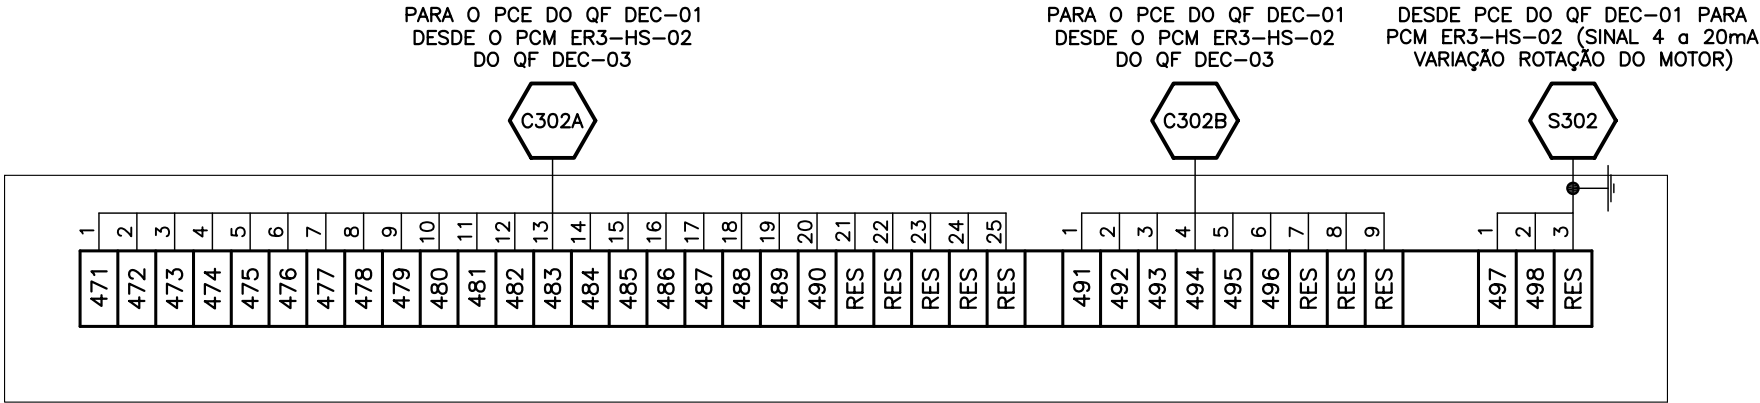 PARA O PCE DO QF DEC-01
DESDE O PCM ER3-HS-02
DO QF DEC-03
C302A
PARA O PCE DO QF DEC-01
DESDE O PCM ER3-HS-02
DO QF DEC-03
C302B
DESDE PCE DO QF DEC-01 PARA
PCM ER3-HS-02 (SINAL 4 a 20mA
VARIAÇÃO ROTAÇÃO DO MOTOR)
S302
1 2 3 4 5 6 7 8 9 10 11 12 13 14 15 16 17 18 19 20 21 22 23 24 25
471 472 473 474 475 476 477 478 479 480 481 482 483 484 485 486 487 488 489 490 RES RES RES RES RES
1 2 3 4 5 6 7 8 9
491 492 493 494 495 496 RES RES RES
1 2 3
497 498 RES